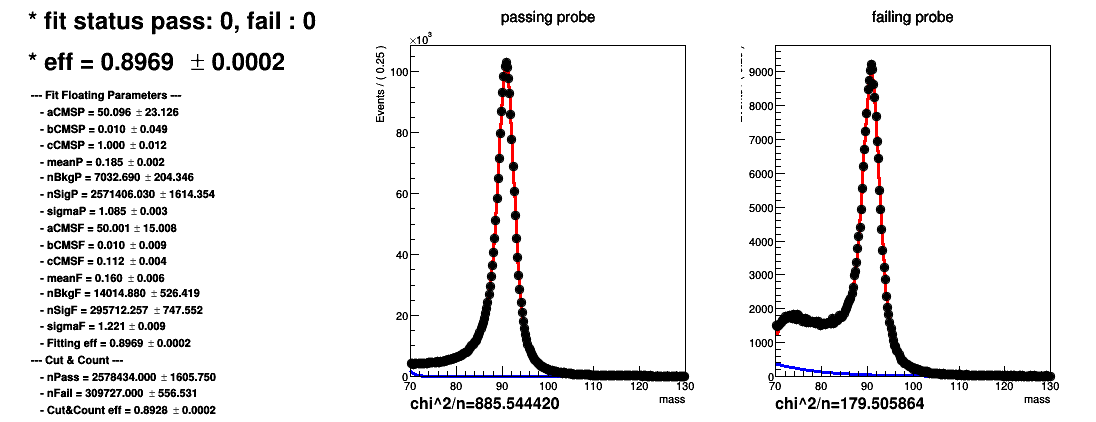 * fit status pass: 0, fail : 0
* eff = 0.8969 ± 0.0002
--- Fit Floating Parameters ---
- aCMSP = 50.096 ± 23.126
- bCMSP = 0.010 ± 0.049
- cCMSP = 1.000 ± 0.012
- meanP = 0.185 ± 0.002
- nBkgP = 7032.690 ± 204.346
- nSigP = 2571406.030 ± 1614.354
- sigmaP = 1.085 ± 0.003
- aCMSF = 50.001 ± 15.008
- bCMSF = 0.010 ± 0.009
- cCMSF = 0.112 ± 0.004
- meanF = 0.160 ± 0.006
- nBkgF = 14014.880 ± 526.419
- nSigF = 295712.257 ± 747.552
- sigmaF = 1.221 ± 0.009
- Fitting eff = 0.8969 ± 0.0002
--- Cut & Count ---
- nPass = 2578434.000 ± 1605.750
- nFail = 309727.000 ± 556.531
- Cut&Count eff = 0.8928 ± 0.0002
passing probe
×10³
Events / ( 0.25 )
100
80
60
40
20
0
70 80 90 100 110 120 130
mass
chi^2/n=885.544420
failing probe
9000
8000
7000
6000
5000
4000
3000
2000
1000
0
70 80 90 100 110 120 130
mass
chi^2/n=179.505864